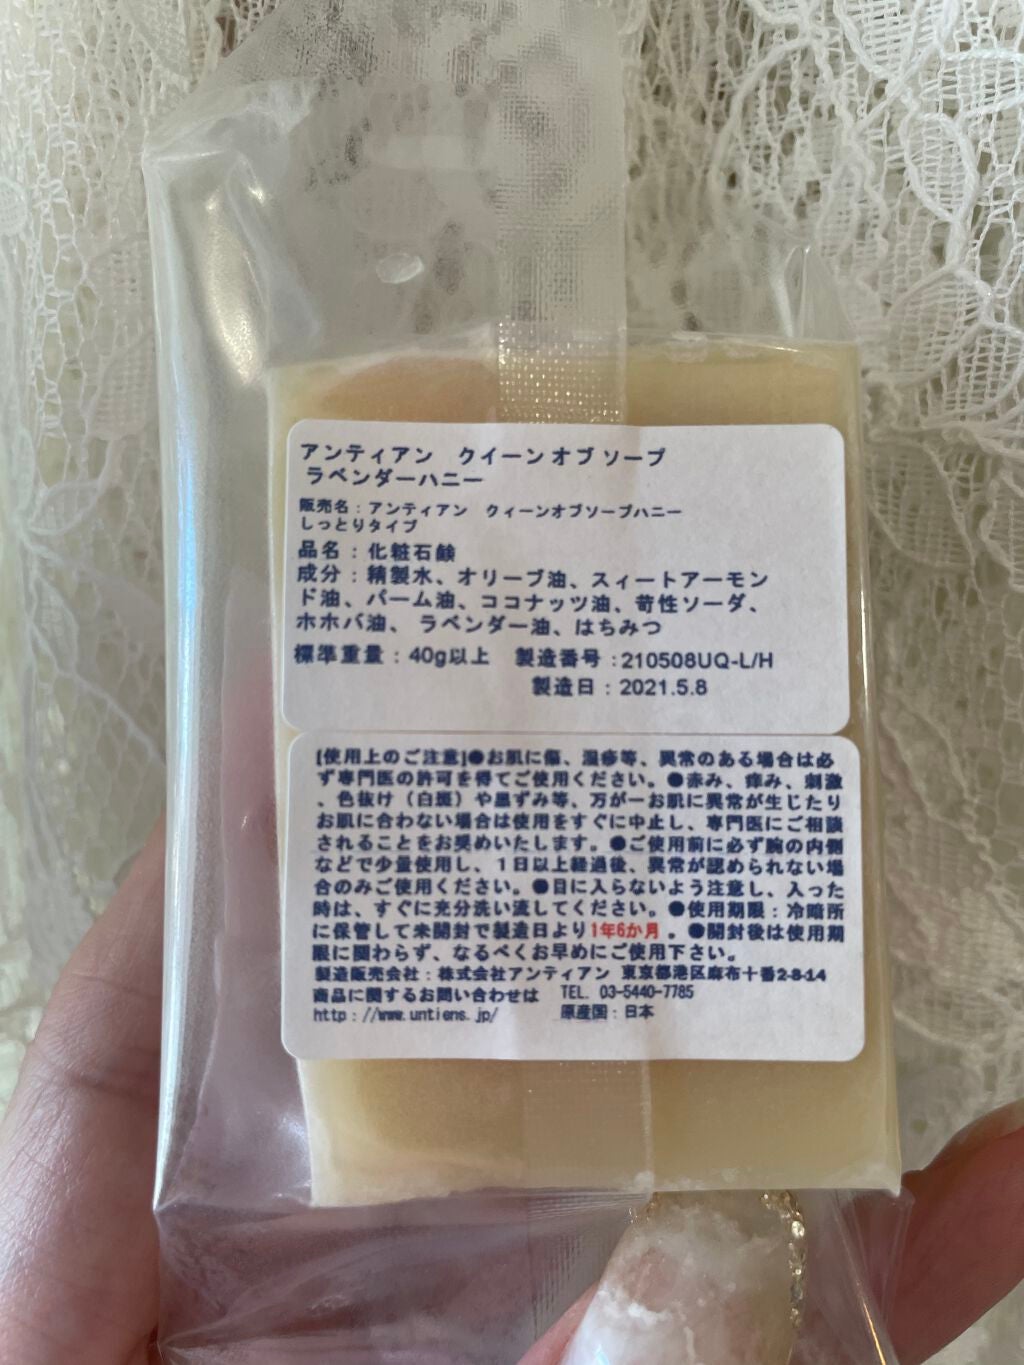 アンティアン クイーンオブソープ
ラベンダーハニー
販売名：アンティアン クィーンオブソープハニー
しっとりタイプ
品名：化粧石鹸
成分：精製水、オリーブ油、スィートアーモン
ド油、パーム油、ココナッツ油、苛性ソーダ、
ホホバ油、ラベンダー油、はちみつ
標準重量：40g以上 製造番号：210508UQ-L/H
製造日：2021.5.8
[使用上のご注意]●お肌に傷、湿疹等、異常のある場合は必
ず専門医の許可を得てご使用ください。●赤み、痒み、刺激
、色抜け（白斑）や黒ずみ等、万が一お肌に異常が生じたり
お肌に合わない場合は使用をすぐに中止し、専門医にご相談
されることをお奨めいたします。●ご使用前に必ず腕の内側
などで少量使用し、1日以上経過後、異常が認められない場
合のみご使用ください。●目に入らないよう注意し、入った
時は、すぐに充分洗い流してください。●使用期限：冷暗所
に保管して未開封で製造日より1年6か月。●開封後は使用期
限に関わらず、なるべくお早めにご使用下さい。
製造販売会社：株式会社アンティアン 東京都港区麻布十番2-8-14
商品に関するお問い合わせは TEL. 03-5440-7785
http：//www.untiens.jp/ 原産国：日本